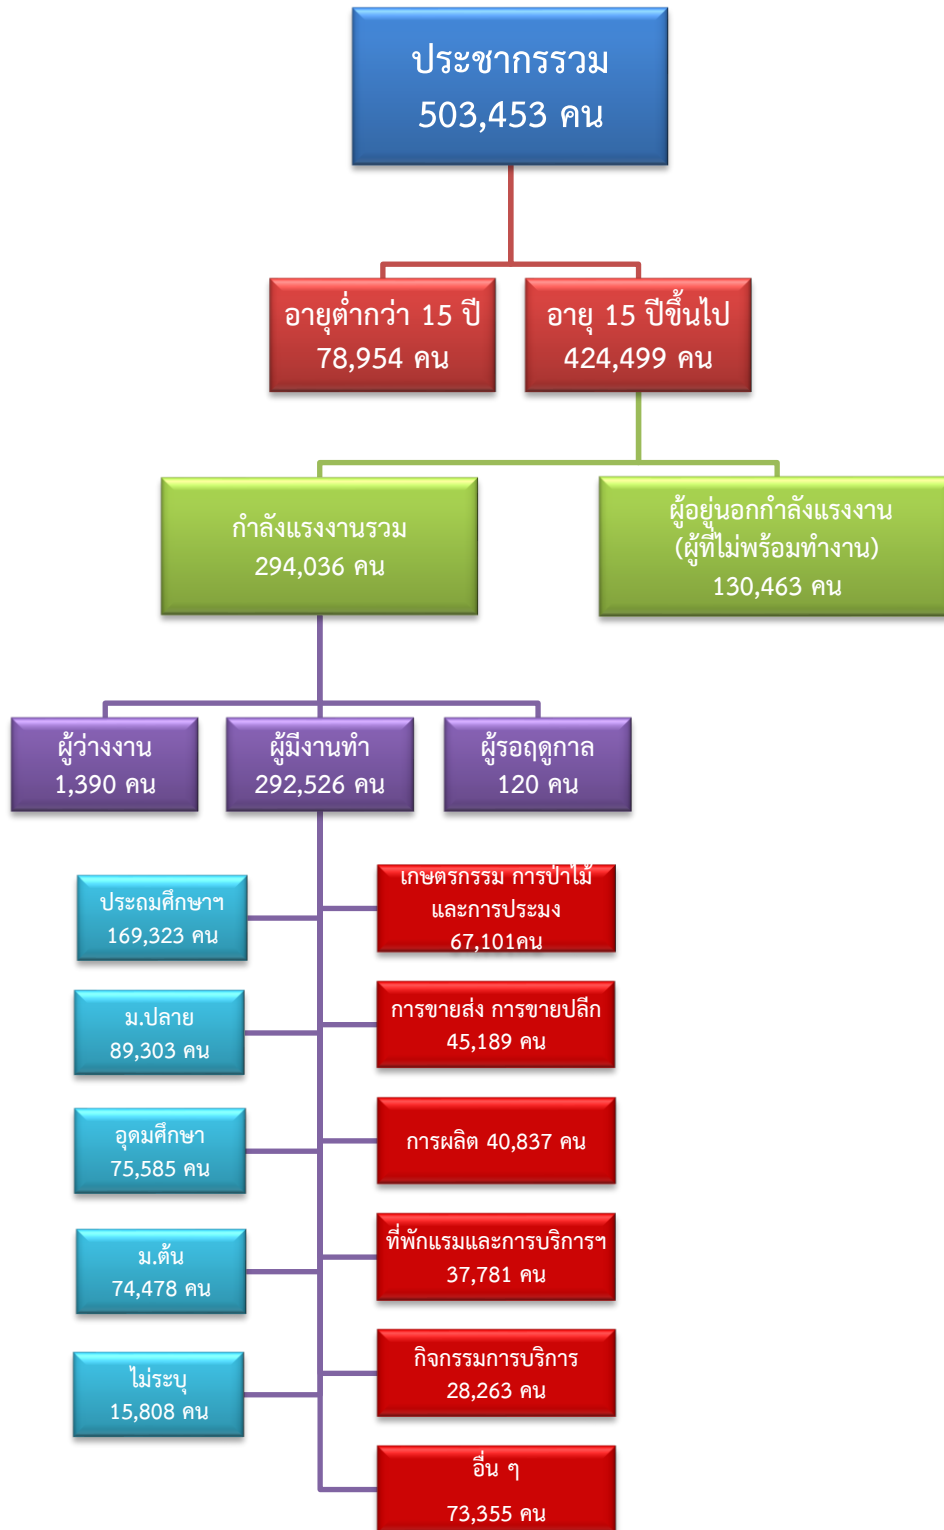 ประชากรรวม
503,453 คน
อายุต่ำกว่า 15 ปี
78,954 คน
อายุ 15 ปีขึ้นไป
424,499 คน
กำลังแรงงานรวม
294,036 คน
ผู้อยู่นอกกำลังแรงงาน
(ผู้ที่ไม่พร้อมทำงาน)
130,463 คน
ผู้ว่างงาน
1,390 คน
ผู้มีงานทำ
292,526 คน
ผู้รอฤดูกาล
120 คน
ประถมศึกษาฯ
169,323 คน
ม.ปลาย
89,303 คน
อุดมศึกษา
75,585 คน
ม.ต้น
74,478 คน
ไม่ระบุ
15,808 คน
เกษตรกรรม การป่าไม้
และการประมง
67,101คน
การขายส่ง การขายปลีก
45,189 คน
การผลิต 40,837 คน
ที่พักแรมและการบริการฯ
37,781 คน
กิจกรรมการบริการ
28,263 คน
อื่น ๆ
73,355 คน